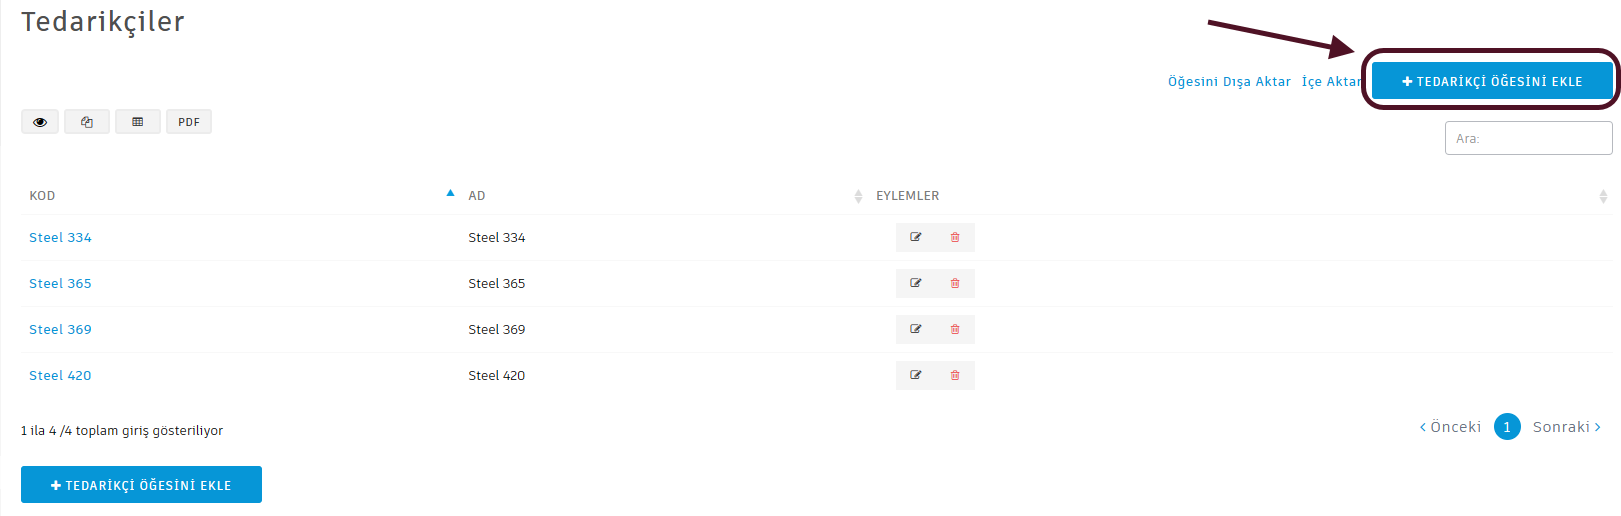 Tedarikçiler
Öğesini Dışa Aktar İçe Aktar + TEDARİKÇİ ÖĞESİNİ EKLE
PDF
Ara:
KOD AD EYLEMLER
Steel 334 Steel 334
Steel 365 Steel 365
Steel 369 Steel 369
Steel 420 Steel 420
1 ila 4 /4 toplam giriş gösteriliyor
‹ Önceki 1 Sonraki ›
+ TEDARİKÇİ ÖĞESİNİ EKLE